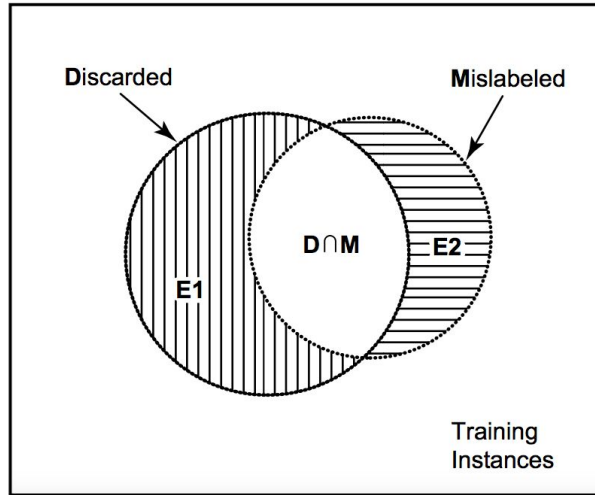 Discarded
Mislabeled
D∩M
E2
E1
Training
Instances